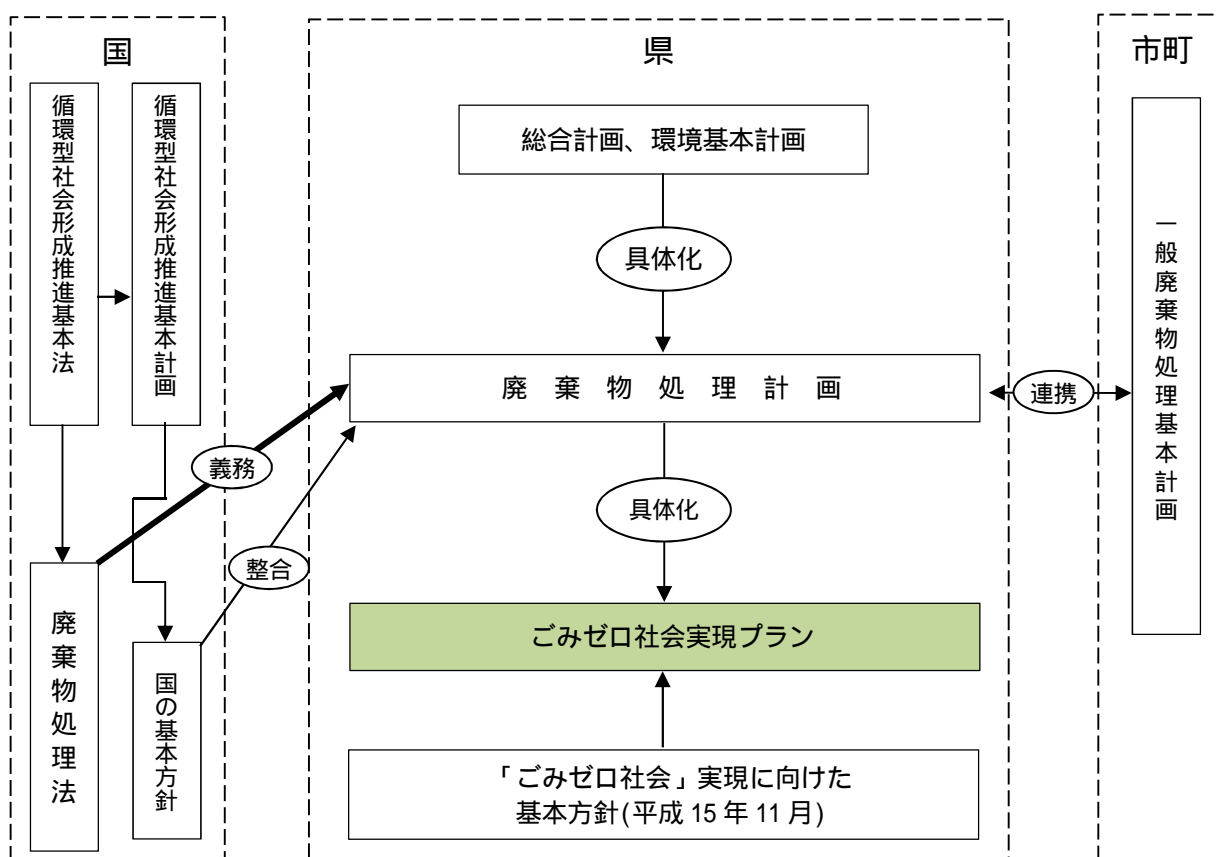 国
循環型社会形成推進基本法
循環型社会形成推進基本計画
廃棄物処理法
国の基本方針
義務
整合
県
総合計画、環境基本計画
具体化
廃棄物処理計画
具体化
ごみゼロ社会実現プラン
「ごみゼロ社会」実現に向けた
基本方針(平成 15 年 11 月)
連携
市町
一般廃棄物処理基本計画